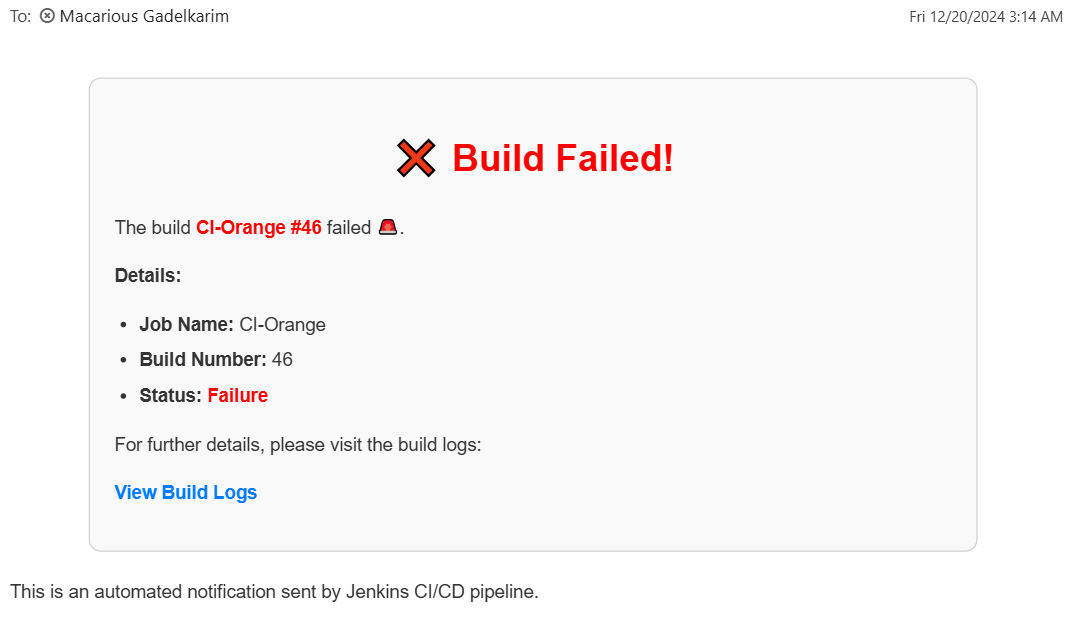 To: Macarious Gadelkarim
Fri 12/20/2024 3:14 AM
❌ Build Failed!
The build CI-Orange #46 failed 🚨.
Details:
• Job Name: CI-Orange
• Build Number: 46
• Status: Failure
For further details, please visit the build logs:
View Build Logs
This is an automated notification sent by Jenkins CI/CD pipeline.